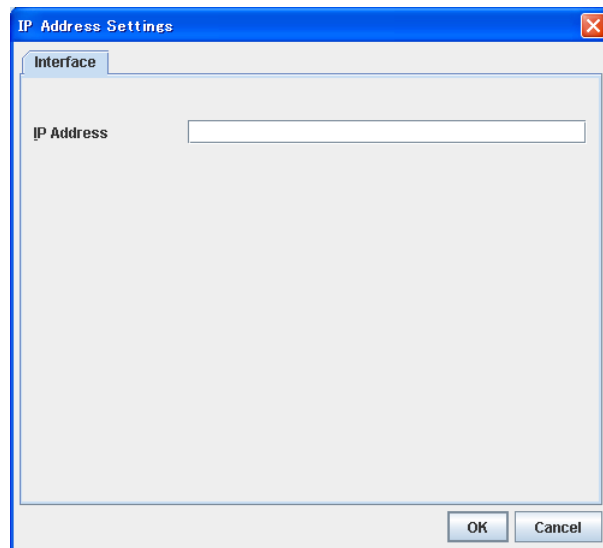 IP Address Settings
Interface
IP Address
OK
Cancel